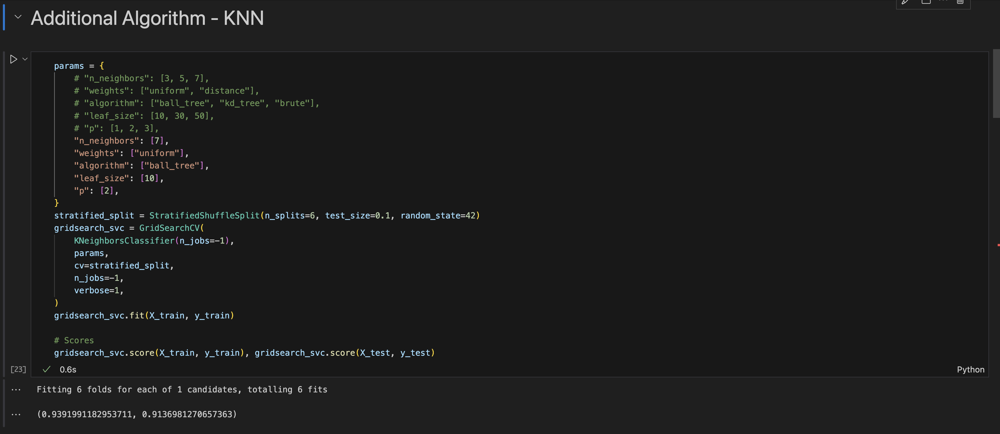 Additional Algorithm - KNN
params = {
    # "n_neighbors": [3, 5, 7],
    # "weights": ["uniform", "distance"],
    # "algorithm": ["ball_tree", "kd_tree", "brute"],
    # "leaf_size": [10, 30, 50],
    # "p": [1, 2, 3],
    "n_neighbors": [7],
    "weights": ["uniform"],
    "algorithm": ["ball_tree"],
    "leaf_size": [10],
    "p": [2],
}
stratified_split = StratifiedShuffleSplit(n_splits=6, test_size=0.1, random_state=42)
gridsearch_svc = GridSearchCV(
    KNeighborsClassifier(n_jobs=-1),
    params,
    cv=stratified_split,
    n_jobs=-1,
    verbose=1,
)
gridsearch_svc.fit(X_train, y_train)
# Scores
gridsearch_svc.score(X_train, y_train), gridsearch_svc.score(X_test, y_test)
[23] 0.6s Python
Fitting 6 folds for each of 1 candidates, totalling 6 fits
(0.9391991182953711, 0.9136981270657363)